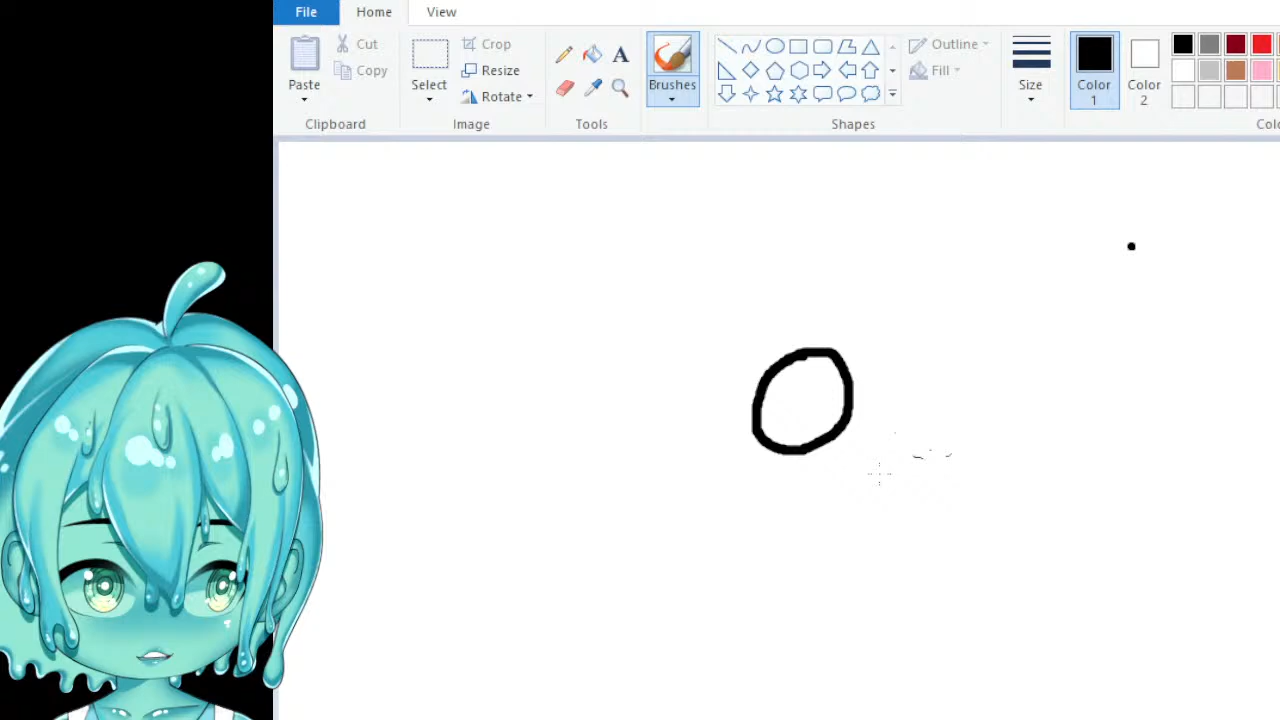 File Home View
Cut
Copy
Paste
Clipboard
Select
Crop
Resize
Rotate
Image
A
Tools
Brushes
Outline
Fill
Shapes
Size
Color
1
Color
2